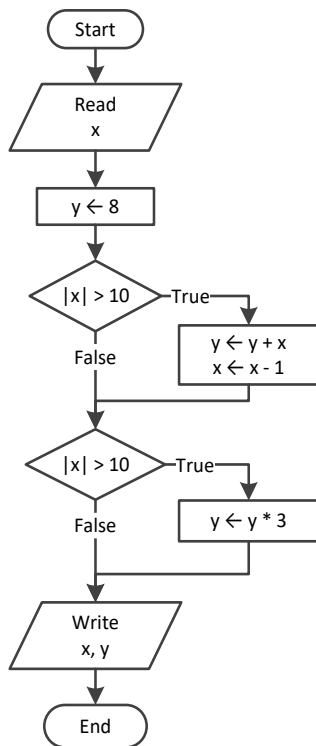 Start
Read
x
y ← 8
|x| > 10
True
False
y ← y + x
x ← x - 1
|x| > 10
True
False
y ← y * 3
Write
x, y
End